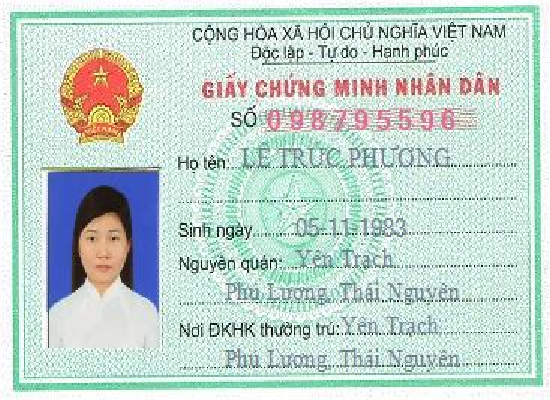 CỘNG HÒA XÃ HỘI CHỦ NGHĨA VIỆT NAM
Độc lập - Tự do - Hạnh phúc
GIẤY CHỨNG MINH NHÂN DÂN
SỐ 098795596
Họ tên: LÊ TRÚC PHƯƠNG
Sinh ngày 05-11-1983
Nguyên quán: Yên Trạch
Phú Lương, Thái Nguyên
Nơi ĐKHK thường trú: Yên Trạch
Phú Lương, Thái Nguyên